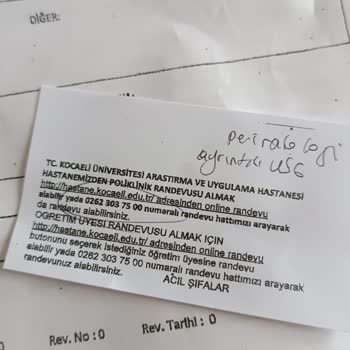 DİĞER:
perinatoloji
ayrıntılı USG
TC. KOCAELİ ÜNİVERSİTESİ ARASTIRMA VE UYGULAMA HASTANESİ
HASTANEMİZDEN POLİKLİNİK RANDEVUSU ALMAK
http://hastane.kocaeli.edu.tr/ adresinden online randevu
alabilir yada 0262 303 75 00 numaralı randevu hattımızı arayarak
da randevu alabilirsiniz.
OGRETİM UYESI RANDEVUSU ALMAK İÇİN
http://hastane.kocaeli.edu.tr/ adresinden online randevu
butonunu seçerek istediğiniz öğretim üyesine randevu
alabilir yada 0262 303 75 00 numaralı randevu hattımızı arayarak
randevunuz alabilirsiniz.
ACİL ŞİFALAR
Rev. No : 0
Rev. Tarihi : 0